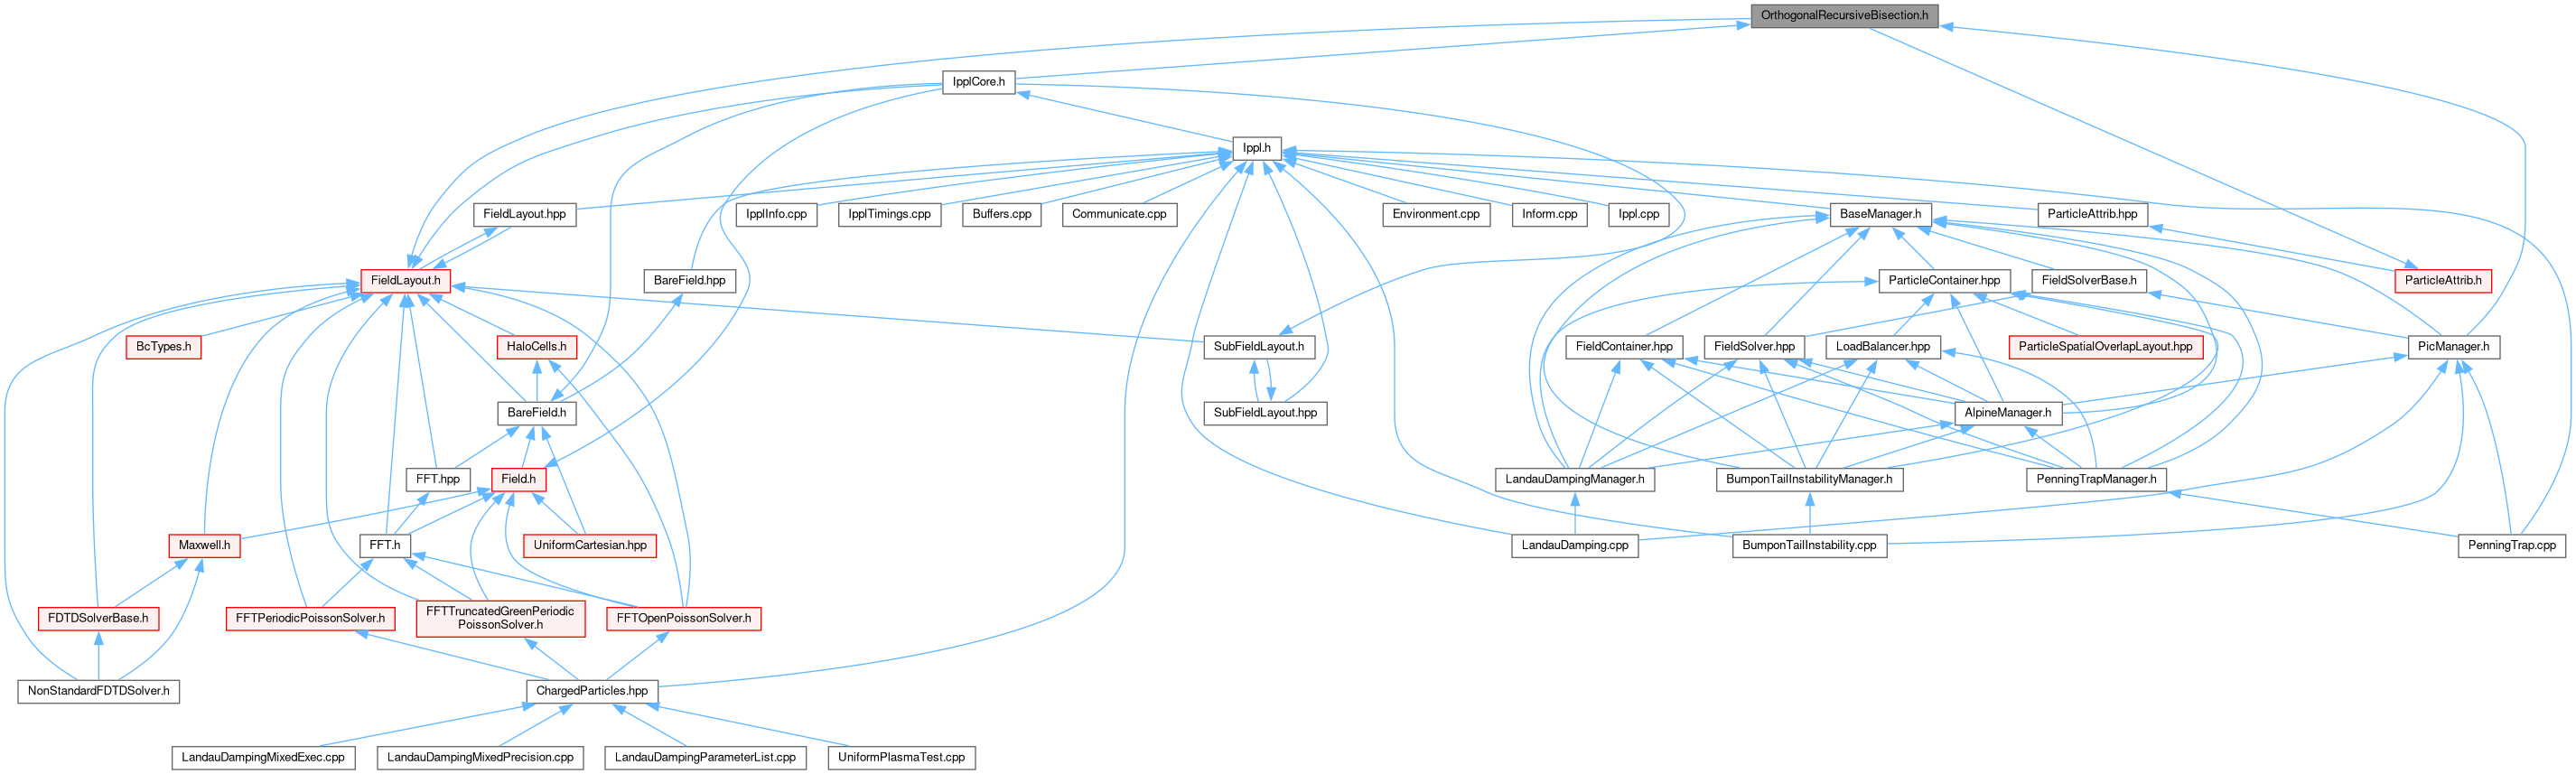 OrthogonalRecursiveBisection.h
IpplCore.h
Ippl.h
FieldLayout.hpp
IpplInfo.cpp
IpplTimings.cpp
Buffers.cpp
Communicate.cpp
Environment.cpp
Inform.cpp
Ippl.cpp
BaseManager.h
ParticleAttrib.hpp
FieldLayout.h
BareField.hpp
ParticleContainer.hpp
FieldSolverBase.h
ParticleAttrib.h
BcTypes.h
HaloCells.h
SubFieldLayout.h
FieldContainer.hpp
FieldSolver.hpp
LoadBalancer.hpp
ParticleSpatialOverlapLayout.hpp
PicManager.h
BareField.h
SubFieldLayout.hpp
AlpineManager.h
FFT.hpp
Field.h
LandauDampingManager.h
BumponTailInstabilityManager.h
PenningTrapManager.h
Maxwell.h
FFT.h
UniformCartesian.hpp
LandauDamping.cpp
BumponTailInstability.cpp
PenningTrap.cpp
FDTDSolverBase.h
FFTPeriodicPoissonSolver.h
FFTTruncatedGreenPeriodic
PoissonSolver.h
FFTOpenPoissonSolver.h
NonStandardFDTDSolver.h
ChargedParticles.hpp
LandauDampingMixedExec.cpp
LandauDampingMixedPrecision.cpp
LandauDampingParameterList.cpp
UniformPlasmaTest.cpp